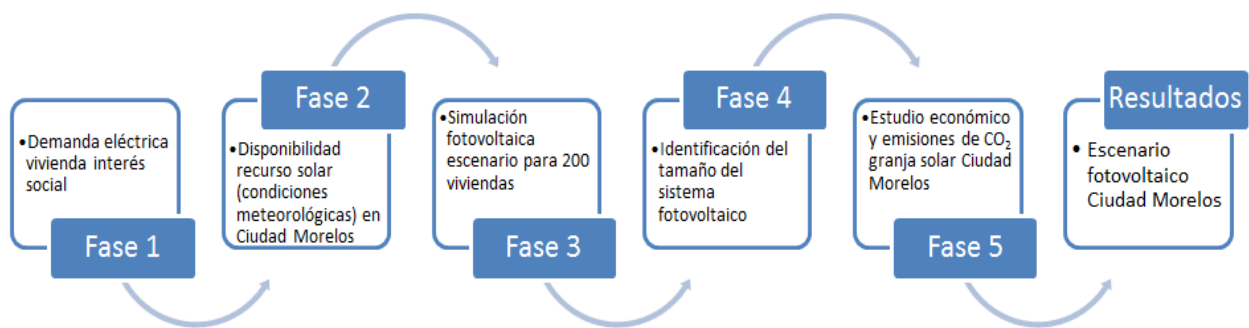 •Demanda eléctrica
vivienda interés
social
Fase 1
Fase 2
•Disponibilidad
recurso solar
(condiciones
meteorológicas) en
Ciudad Morelos
•Simulación
fotovoltaica
escenario para 200
viviendas
Fase 3
Fase 4
•Identificación del
tamaño del
sistema
fotovoltaico
•Estudio económico
y emisiones de CO₂
granja solar Ciudad
Morelos
Fase 5
Resultados
• Escenario
fotovoltaico
Ciudad Morelos